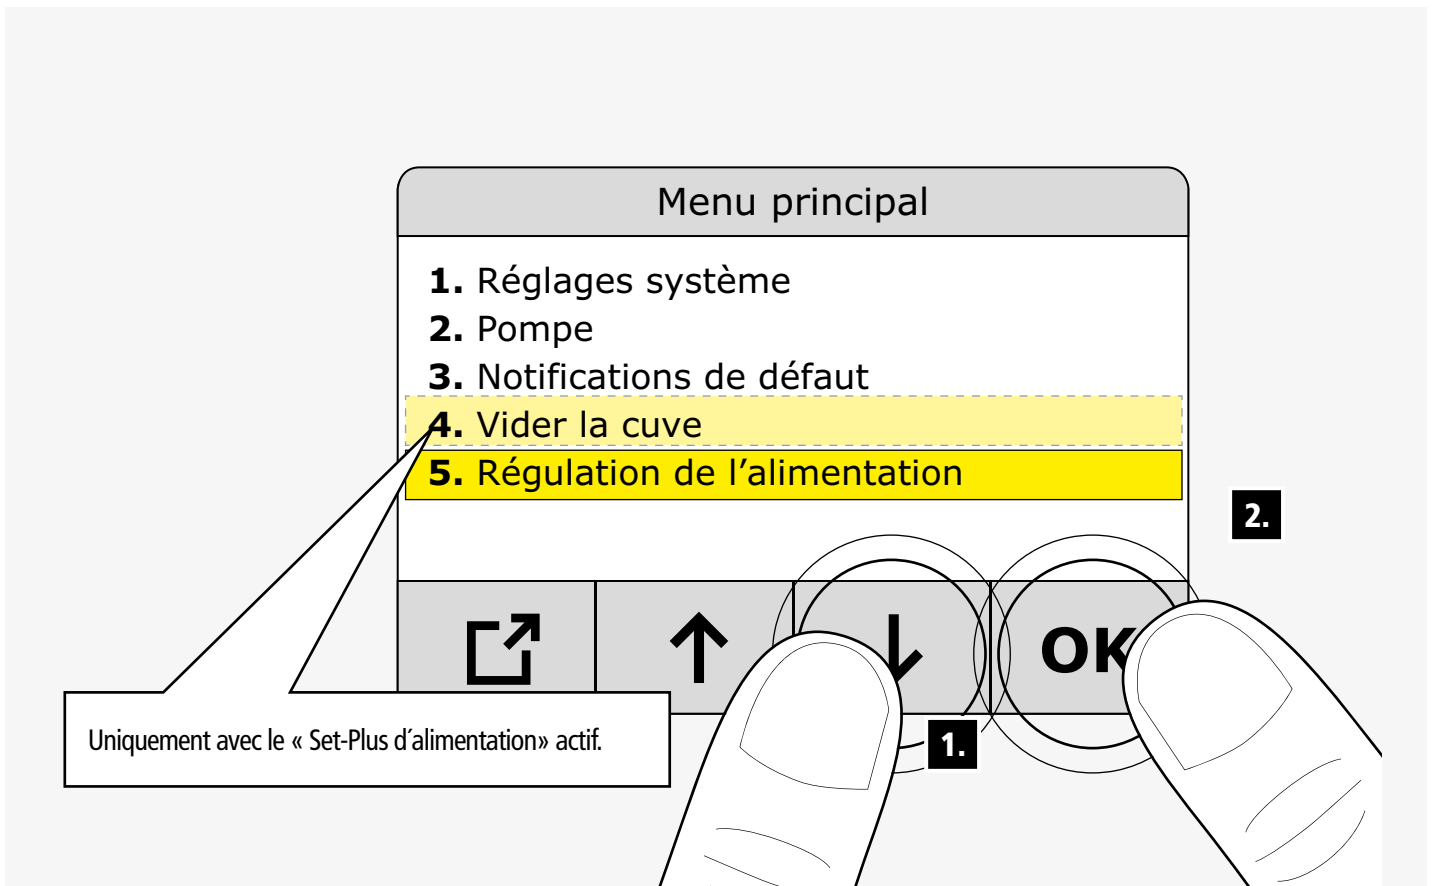 Menu principal
1. Réglages système
2. Pompe
3. Notifications de défaut
4. Vider la cuve
5. Régulation de l’alimentation
2.
OK
1.
Uniquement avec le « Set-Plus d´alimentation» actif.